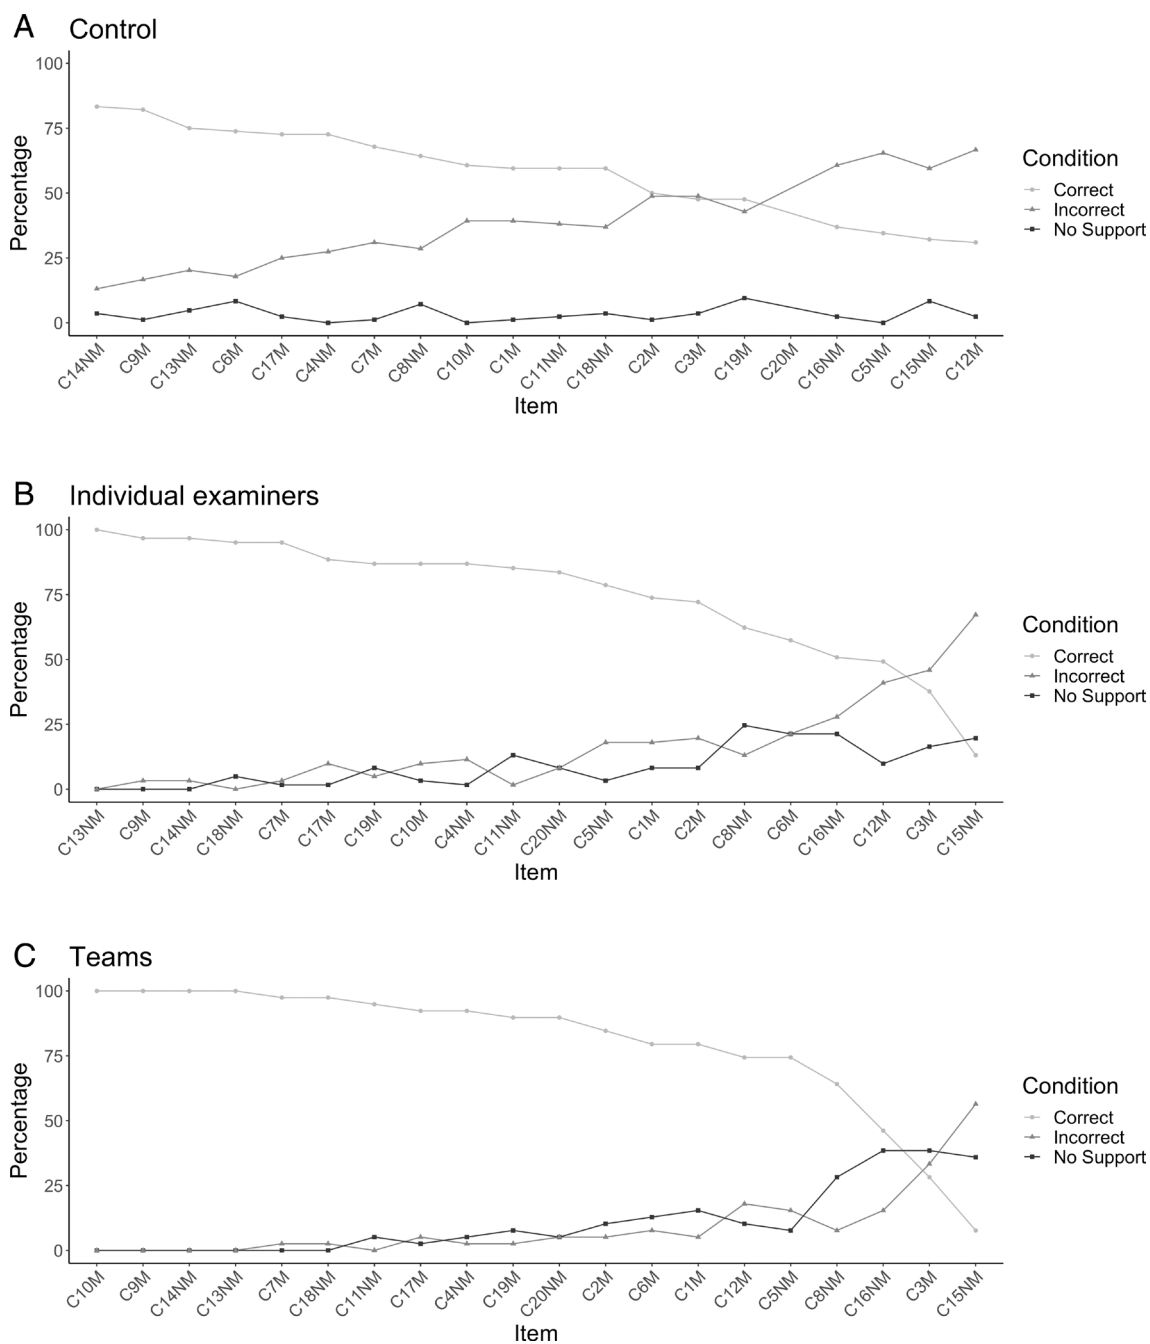 A Control
100
75
50
25
0
Percentage
C14NM C9M C13NM C6M C17M C4NM C7M C8NM C10M C1M C11NM C18NM C2M C3M C19M C20M C16NM C5NM C15NM C12M
Item
Condition
Correct
Incorrect
No Support
B Individual examiners
100
75
50
25
0
Percentage
C13NM C9M C14NM C18NM C7M C17M C19M C10M C4NM C11NM C20NM C5NM C1M C2M C8NM C6M C16NM C12M C3M C15NM
Item
Condition
Correct
Incorrect
No Support
C Teams
100
75
50
25
0
Percentage
C10M C9M C14NM C13NM C7M C18NM C11NM C17M C4NM C19M C20NM C2M C6M C1M C12M C5NM C8NM C16NM C3M C15NM
Item
Condition
Correct
Incorrect
No Support